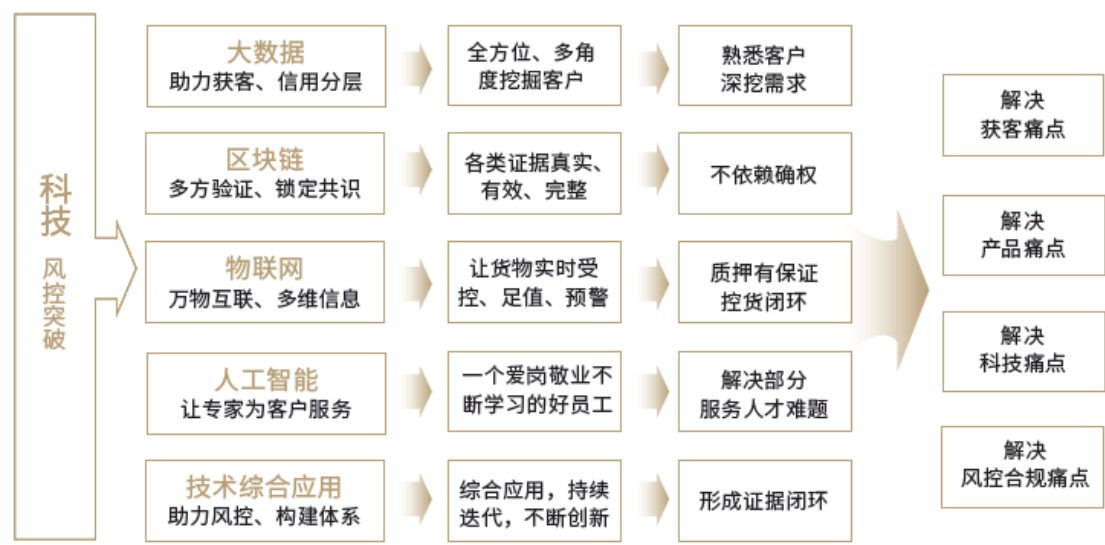 科技
风控突破
大数据
助力获客、信用分层
全方位、多角
度挖掘客户
熟悉客户
深挖需求
区块链
多方验证、锁定共识
各类证据真实、
有效、完整
不依赖确权
物联网
万物互联、多维信息
让货物实时受
控、足值、预警
质押有保证
控货闭环
人工智能
让专家为客户服务
一个爱岗敬业不
断学习的好员工
解决部分
服务人才难题
技术综合应用
助力风控、构建体系
综合应用，持续
迭代，不断创新
形成证据闭环
解决
获客痛点
解决
产品痛点
解决
科技痛点
解决
风控合规痛点